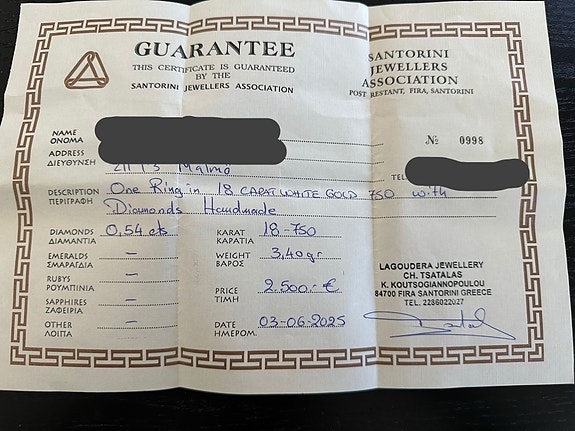 GUARANTEE
THIS CERTIFICATE IS GUARANTEED
BY THE
SANTORINI JEWELLERS ASSOCIATION
SANTORINI
JEWELLERS
ASSOCIATION
POST RESTANT, FIRA, SANTORINI
NAME
ΟΝΟΜΑ
№ 0998
ADDRESS
ΔΙΕΥΘΥΝΣΗ
Malmö
TEL.
DESCRIPTION One Ring in 18 CARAT WHITE GOLD 750 with
ΠΕΡΙΓΡΑΦΗ Diamonds Handmade
DIAMONDS 0,54 cts
ΔΙΑΜΑΝΤΙΑ
KARAT 18-750
ΚΑΡΑΤΙΑ
EMERALDS –
ΣΜΑΡΑΓΔΙΑ
WEIGHT 3,40gr
ΒΑΡΟΣ
RUBYS –
ΡΟΥΜΠΙΝΙΑ
PRICE 2.500.- €
ΤΙΜΗ
SAPPHIRES –
ΖΑΦΕΙΡΙΑ
OTHER –
ΛΟΙΠΑ
DATE 03-06-2025
ΗΜΕΡΟΜ.
LAGOUDERA JEWELLERY
CH. TSATALAS
K. KOUTSOGIANNOPOULOU
84700 FIRA SANTORINI GREECE
TEL. 2286022027